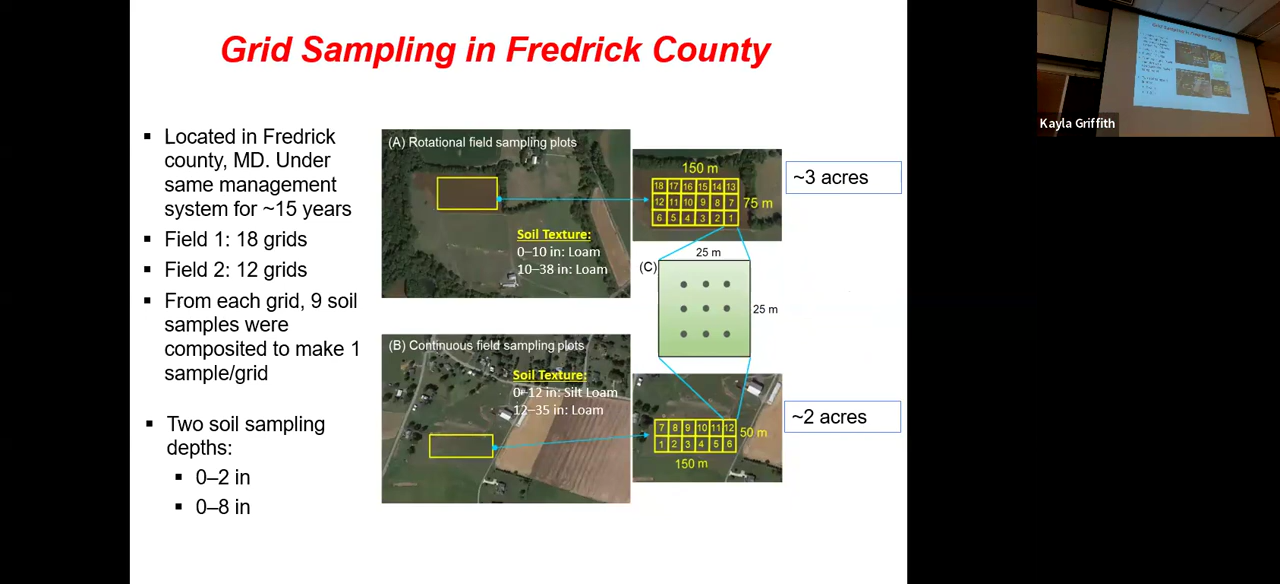 Grid Sampling in Fredrick County
▪ Located in Fredrick
county, MD. Under
same management
system for ~15 years
▪ Field 1: 18 grids
▪ Field 2: 12 grids
▪ From each grid, 9 soil
samples were
composited to make 1
sample/grid
▪ Two soil sampling
depths:
▪ 0–2 in
▪ 0–8 in
(A) Rotational field sampling plots
Soil Texture:
0–10 in: Loam
10–38 in: Loam
150 m
18 17 16 15 14 13
12 11 10 9 8 7
6 5 4 3 2 1
75 m
~3 acres
(C)
25 m
25 m
(B) Continuous field sampling plots
Soil Texture:
0–12 in: Silt Loam
12–35 in: Loam
7 8 9 10 11 12
1 2 3 4 5 6
50 m
150 m
~2 acres
Kayla Griffith
Grid Sampling in Fredrick County